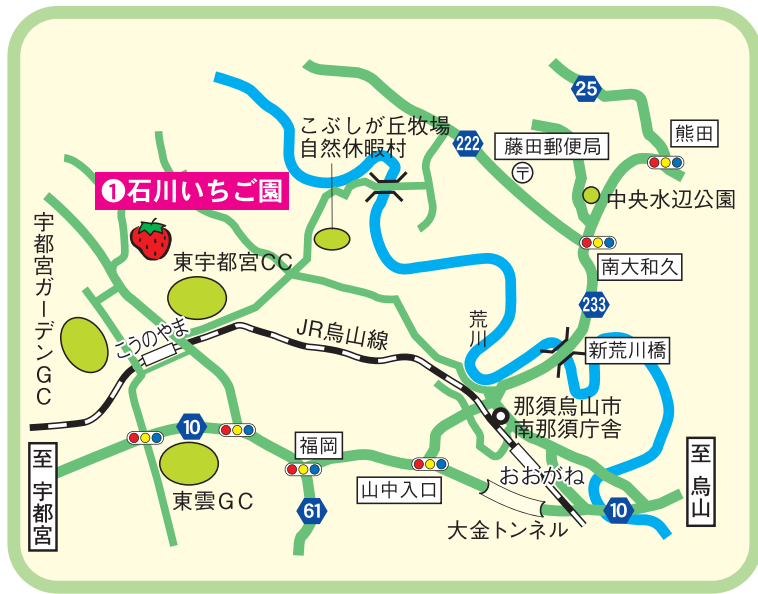 25
こぶしが丘牧場
自然休暇村
222
藤田郵便局
〒
熊田
❶石川いちご園
中央水辺公園
宇都宮ガーデンGC
東宇都宮CC
南大和久
233
こうのやま
JR烏山線
荒川
新荒川橋
那須烏山市
南那須庁舎
10
福岡
至 宇都宮
東雲GC
61
山中入口
おおがね
大金トンネル
10
至 烏山